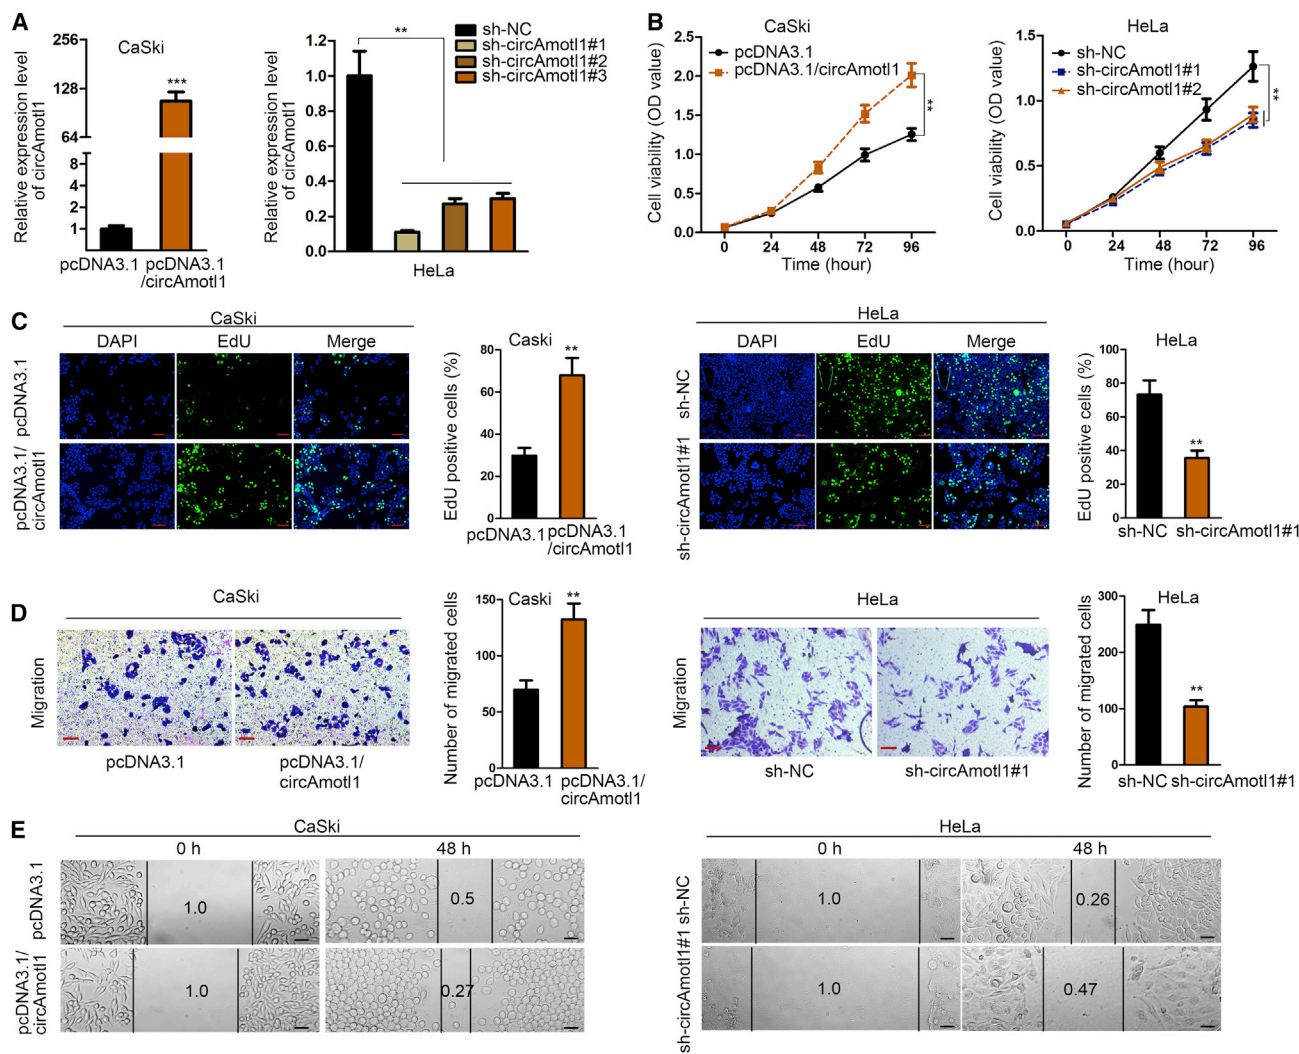 A
CaSki
Relative expression level
of circAmotl1
256
128
64
8
4
2
1
***
pcDNA3.1
pcDNA3.1
/circAmotl1
Relative expression level
of circAmotl1
1.2
1.0
0.8
0.6
0.4
0.2
0.0
**
sh-NC
sh-circAmotl1#1
sh-circAmotl1#2
sh-circAmotl1#3
HeLa
B
CaSki
Cell viability (OD value)
2.5
2.0
1.5
1.0
0.5
0.0
pcDNA3.1
pcDNA3.1/circAmotl1
**
0 24 48 72 96
Time (hour)
HeLa
Cell viability (OD value)
1.5
1.0
0.5
0.0
sh-NC
sh-circAmotl1#1
sh-circAmotl1#2
**
0 24 48 72 96
Time (hour)
C
CaSki
DAPI EdU Merge
pcDNA3.1
pcDNA3.1/
circAmotl1
Caski
EdU positive cells (%)
80
60
40
20
0
**
pcDNA3.1
pcDNA3.1
/circAmotl1
HeLa
DAPI EdU Merge
sh-NC
sh-circAmotl1#1
HeLa
EdU positive cells (%)
100
80
60
40
20
0
**
sh-NC sh-circAmotl1#1
D
CaSki
Migration
pcDNA3.1
pcDNA3.1/
circAmotl1
Caski
Number of migrated cells
150
100
50
0
**
pcDNA3.1
pcDNA3.1/
circAmotl1
HeLa
Migration
sh-NC
sh-circAmotl1#1
HeLa
Number of migrated cells
300
200
100
0
**
sh-NC sh-circAmotl1#1
E
CaSki
0 h 48 h
pcDNA3.1
1.0 0.5
pcDNA3.1/
circAmotl1
1.0 0.27
HeLa
0 h 48 h
sh-NC
1.0 0.26
sh-circAmotl1#1
1.0 0.47